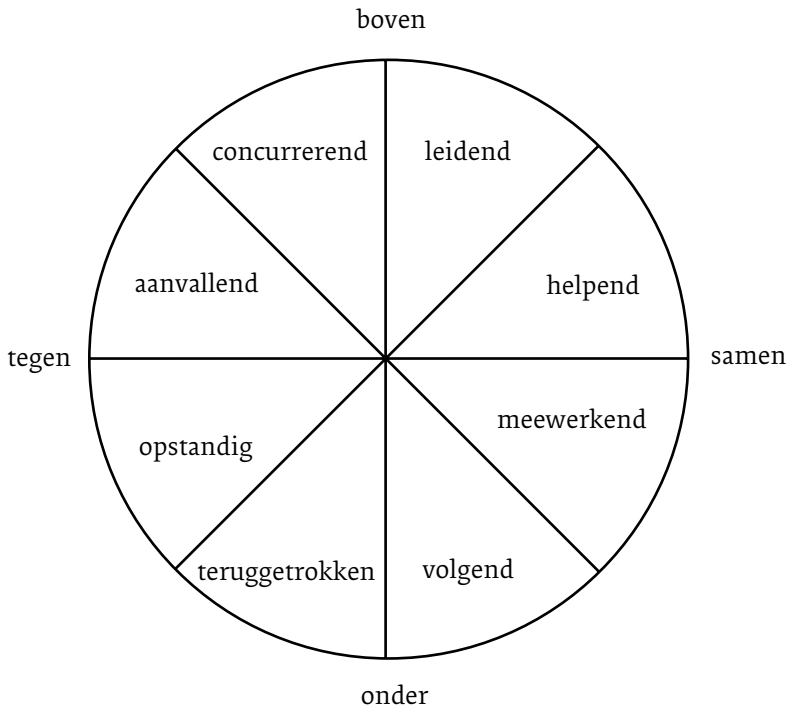 boven
concurrerend
leidend
aanvallend
helpend
tegen
samen
meewerkend
opstandig
teruggetrokken
volgend
onder